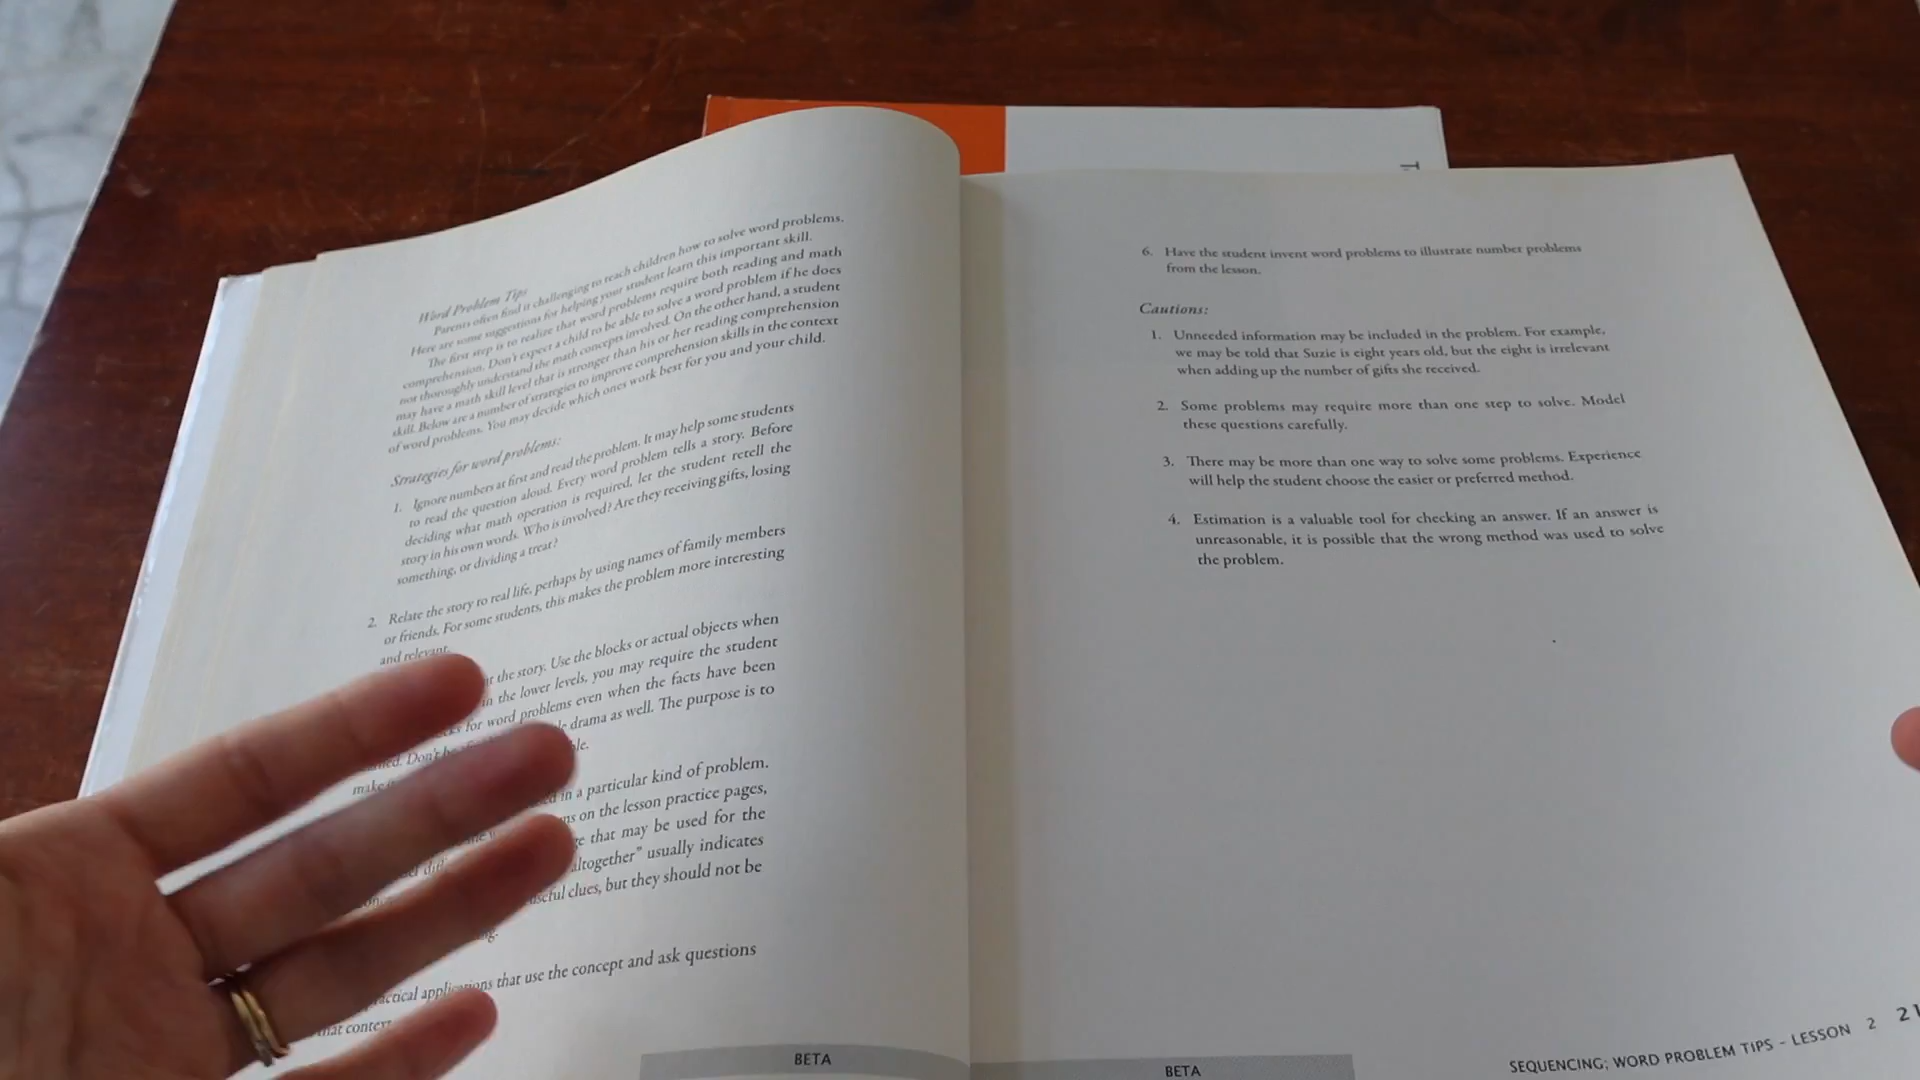 Word Problem Tips
Parents often find it challenging to teach children how to solve word problems.
Here are some suggestions for helping your student learn this important skill.
The first step is to realize that word problems require both reading and math
comprehension. Don't expect a child to be able to solve a word problem if he does
not thoroughly understand the math concepts involved. On the other hand, a student
may have a math skill level that is stronger than his or her reading comprehension
skill. Below are a number of strategies to improve comprehension skills in the context
of word problems. You may decide which ones work best for you and your child.
Strategies for word problems:
1. Ignore numbers at first and read the problem. It may help some students
to read the question aloud. Every word problem tells a story. Before
deciding what math operation is required, let the student retell the
story in his own words. Who is involved? Are they receiving gifts, losing
something, or dividing a treat?
2. Relate the story to real life, perhaps by using names of family members
or friends. For some students, this makes the problem more interesting
and relevant.
the story. Use the blocks or actual objects when
in the lower levels, you may require the student
for word problems even when the facts have been
Don't be drama as well. The purpose is to
make
in a particular kind of problem.
on the lesson practice pages,
that may be used for the
altogether" usually indicates
clues, but they should not be
applications that use the concept and ask questions
that context.
BETA
6. Have the student invent word problems to illustrate number problems
from the lesson.
Cautions:
1. Unneeded information may be included in the problem. For example,
we may be told that Suzie is eight years old, but the eight is irrelevant
when adding up the number of gifts she received.
2. Some problems may require more than one step to solve. Model
these questions carefully.
3. There may be more than one way to solve some problems. Experience
will help the student choose the easier or preferred method.
4. Estimation is a valuable tool for checking an answer. If an answer is
unreasonable, it is possible that the wrong method was used to solve
the problem.
BETA
SEQUENCING; WORD PROBLEM TIPS - LESSON 2 21